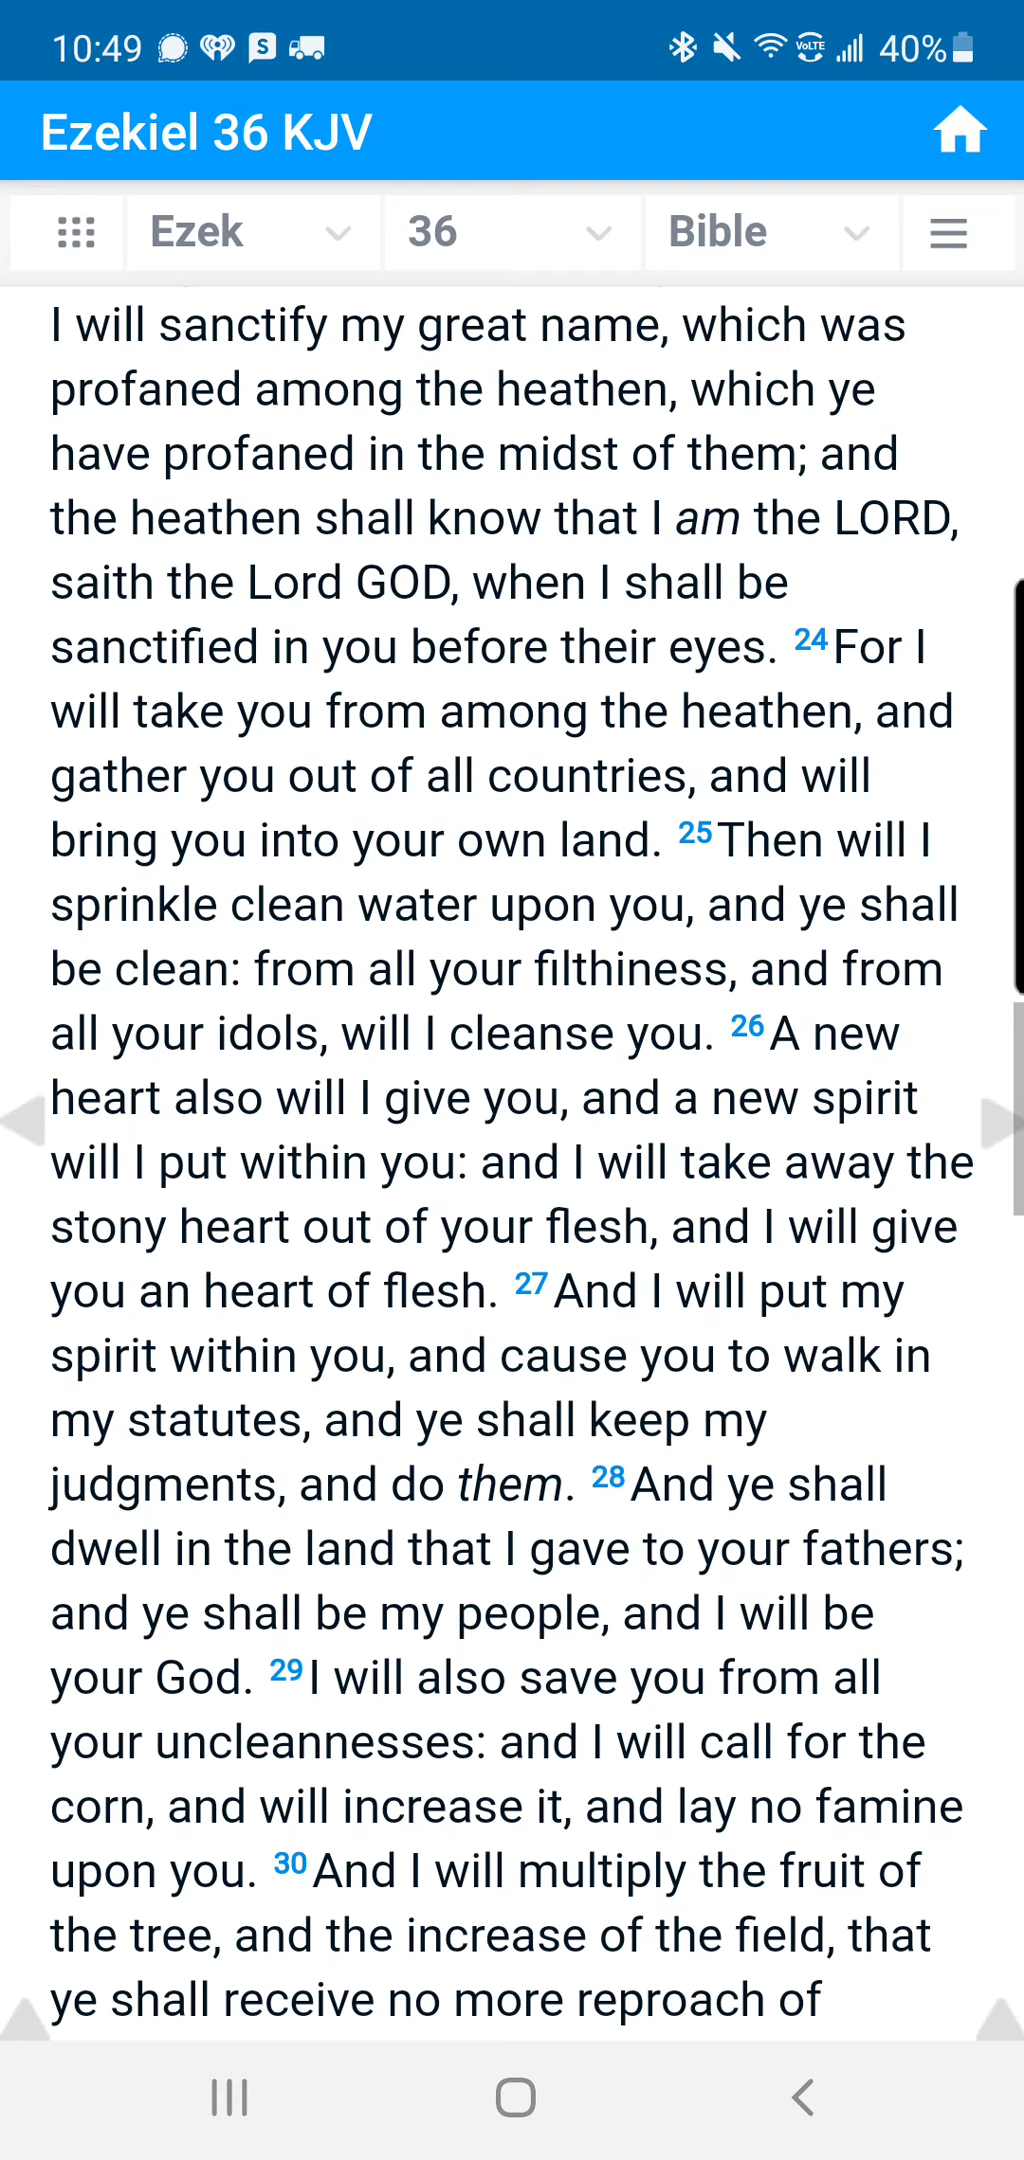 10:49 S VoLTE 40%
Ezekiel 36 KJV
Ezek 36 Bible
I will sanctify my great name, which was
profaned among the heathen, which ye
have profaned in the midst of them; and
the heathen shall know that I am the LORD,
saith the Lord GOD, when I shall be
sanctified in you before their eyes. 24 For I
will take you from among the heathen, and
gather you out of all countries, and will
bring you into your own land. 25 Then will I
sprinkle clean water upon you, and ye shall
be clean: from all your filthiness, and from
all your idols, will I cleanse you. 26 A new
heart also will I give you, and a new spirit
will I put within you: and I will take away the
stony heart out of your flesh, and I will give
you an heart of flesh. 27 And I will put my
spirit within you, and cause you to walk in
my statutes, and ye shall keep my
judgments, and do them. 28 And ye shall
dwell in the land that I gave to your fathers;
and ye shall be my people, and I will be
your God. 29 I will also save you from all
your uncleannesses: and I will call for the
corn, and will increase it, and lay no famine
upon you. 30 And I will multiply the fruit of
the tree, and the increase of the field, that
ye shall receive no more reproach of